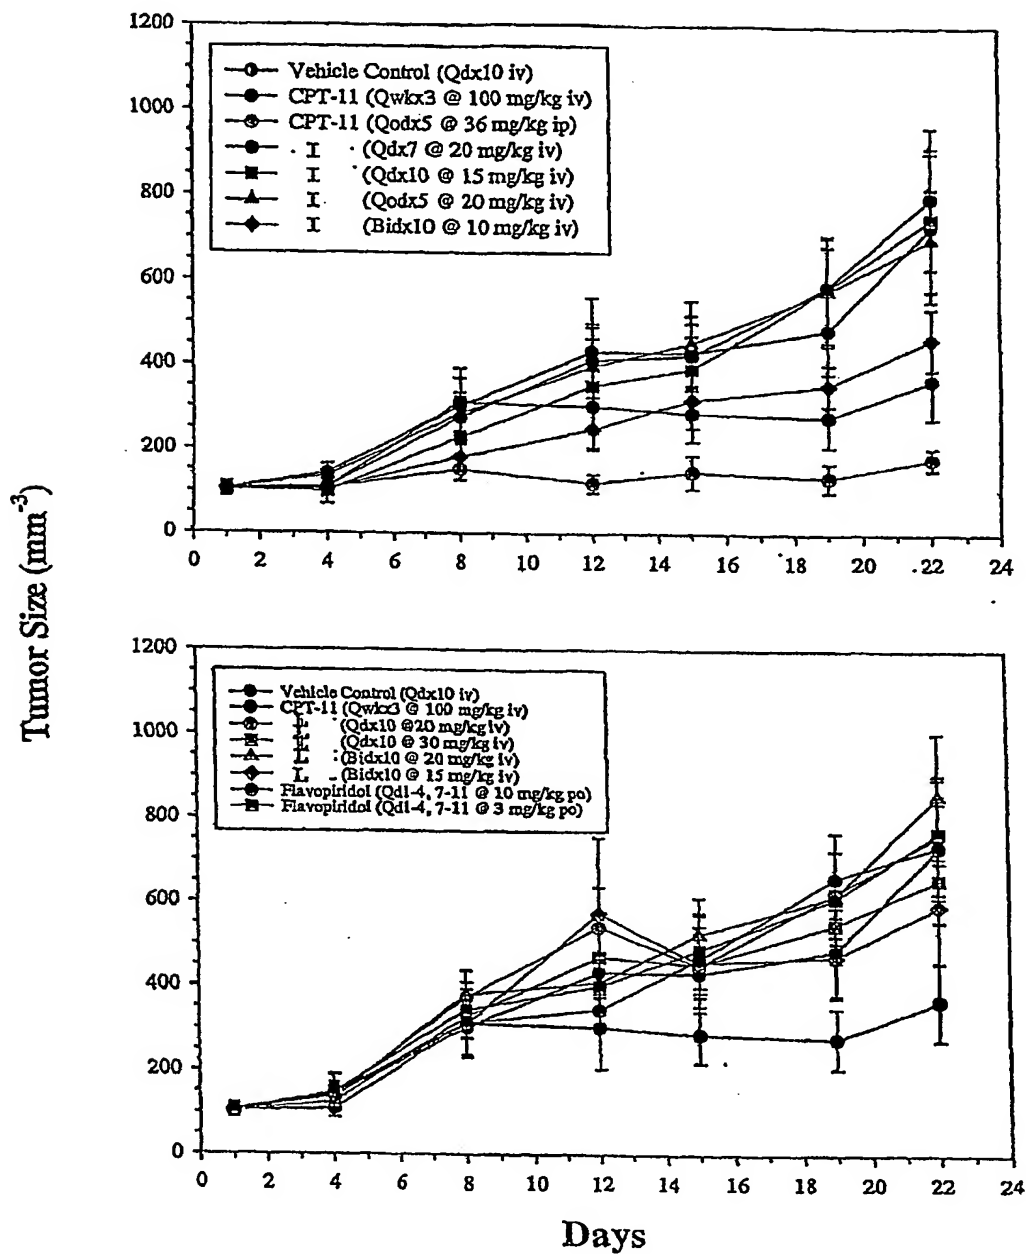 Tumor Size (mm-3)
1200
1000
800
600
400
200
0
Vehicle Control (Qdx10 iv)
CPT-11 (Qwkx3 @ 100 mg/kg iv)
CPT-11 (Qodx5 @ 36 mg/kg ip)
I (Qdx7 @ 20 mg/kg iv)
I (Qdx10 @ 15 mg/kg iv)
I (Qodx5 @ 20 mg/kg iv)
I (Bidx10 @ 10 mg/kg iv)
0 2 4 6 8 10 12 14 16 18 20 22 24
1200
1000
800
600
400
200
0
Vehicle Control (Qdx10 iv)
CPT-11 (Qwkx3 @ 100 mg/kg iv)
(Qdx10 @20 mg/kg iv)
(Qdx10 @ 30 mg/kg iv)
L (Bidx10 @ 20 mg/kg iv)
L (Bidx10 @ 15 mg/kg iv)
Flavopiridol (Qd1-4, 7-11 @ 10 mg/kg po)
Flavopiridol (Qd1-4, 7-11 @ 3 mg/kg po)
0 2 4 6 8 10 12 14 16 18 20 22 24
Days